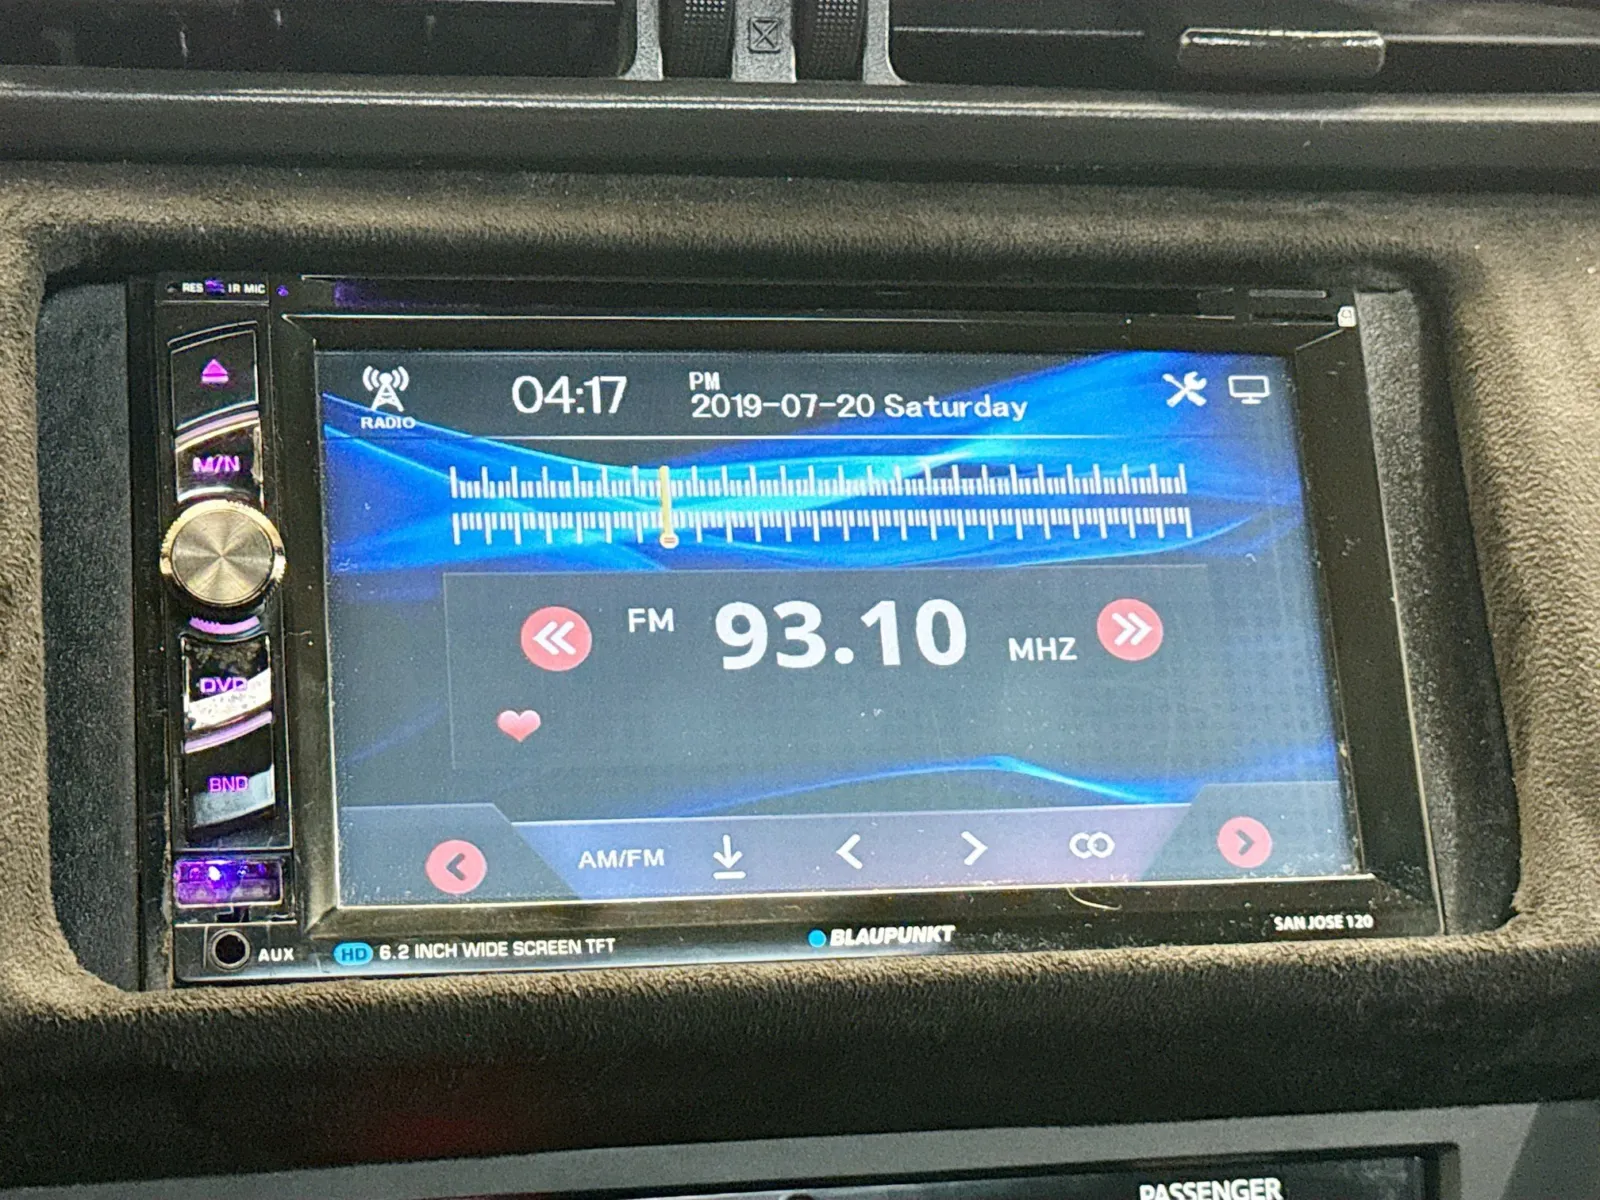 RES IR MIC
M/N
DVD
BND
AUX
RADIO
04:17
PM
2019-07-20 Saturday
FM 93.10 MHZ
AM/FM
HD 6.2 INCH WIDE SCREEN TFT
BLAUPUNKT
SAN JOSE 120
PASSENGER